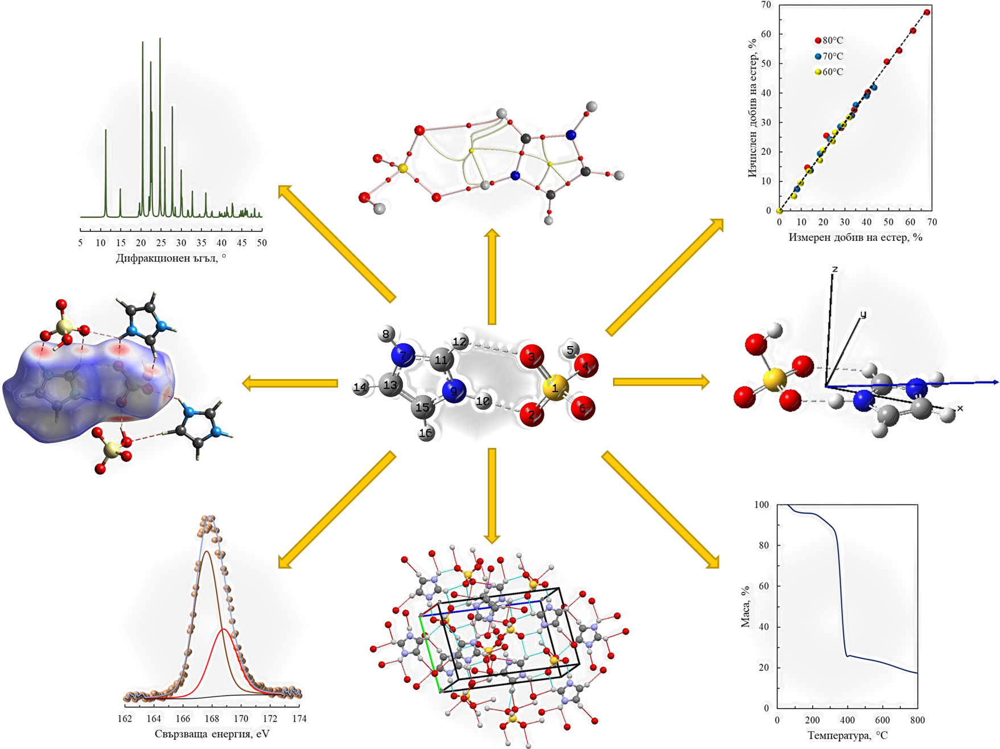 5 10 15 20 25 30 35 40 45 50
Дифракционен ъгъл, °
70
60
50
40
30
20
10
0
Изчислен добив на естер, %
80°C
70°C
60°C
0 10 20 30 40 50 60 70
Измерен добив на естер, %
8
12
7
11
3
5
4
14
13
9
10
1
15
2
6
16
z
y
x
162 164 166 168 170 172 174
Свързваща енергия, eV
a
o
c
b
100
80
60
40
20
0
Маса, %
0 200 400 600 800
Температура, °C